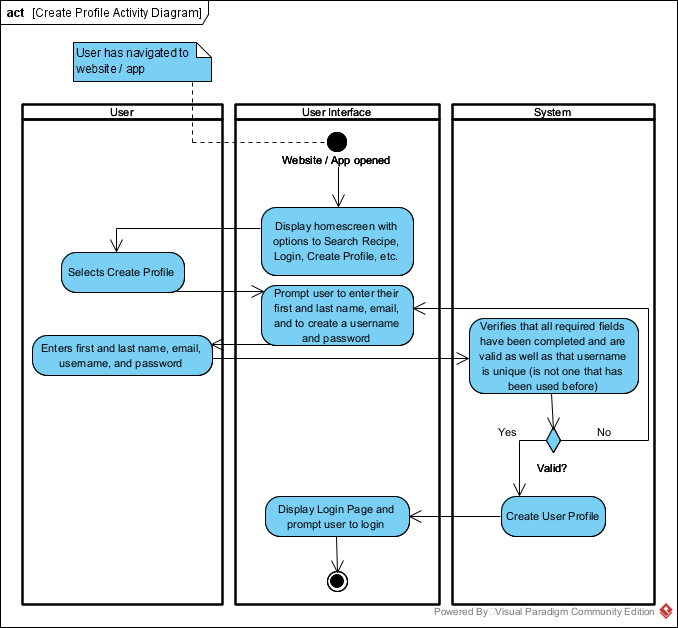 act [Create Profile Activity Diagram]
User has navigated to
website / app
User
User Interface
System
Website / App opened
Display homescreen with
options to Search Recipe,
Login, Create Profile, etc.
Selects Create Profile
Prompt user to enter their
first and last name, email,
and to create a username
and password
Enters first and last name, email,
username, and password
Verifies that all required fields
have been completed and are
valid as well as that username
is unique (is not one that has
been used before)
Yes
No
Valid?
Display Login Page and
prompt user to login
Create User Profile
Powered By Visual Paradigm Community Edition